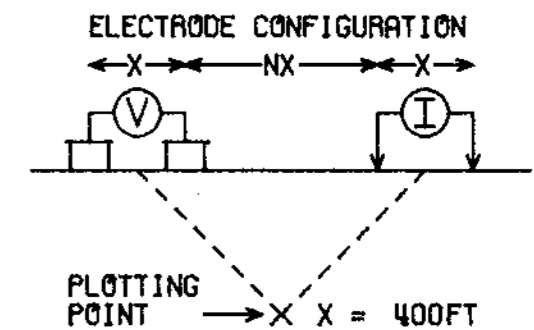 ELECTRODE CONFIGURATION
X NX X
V I
PLOTTING
POINT X X = 400FT